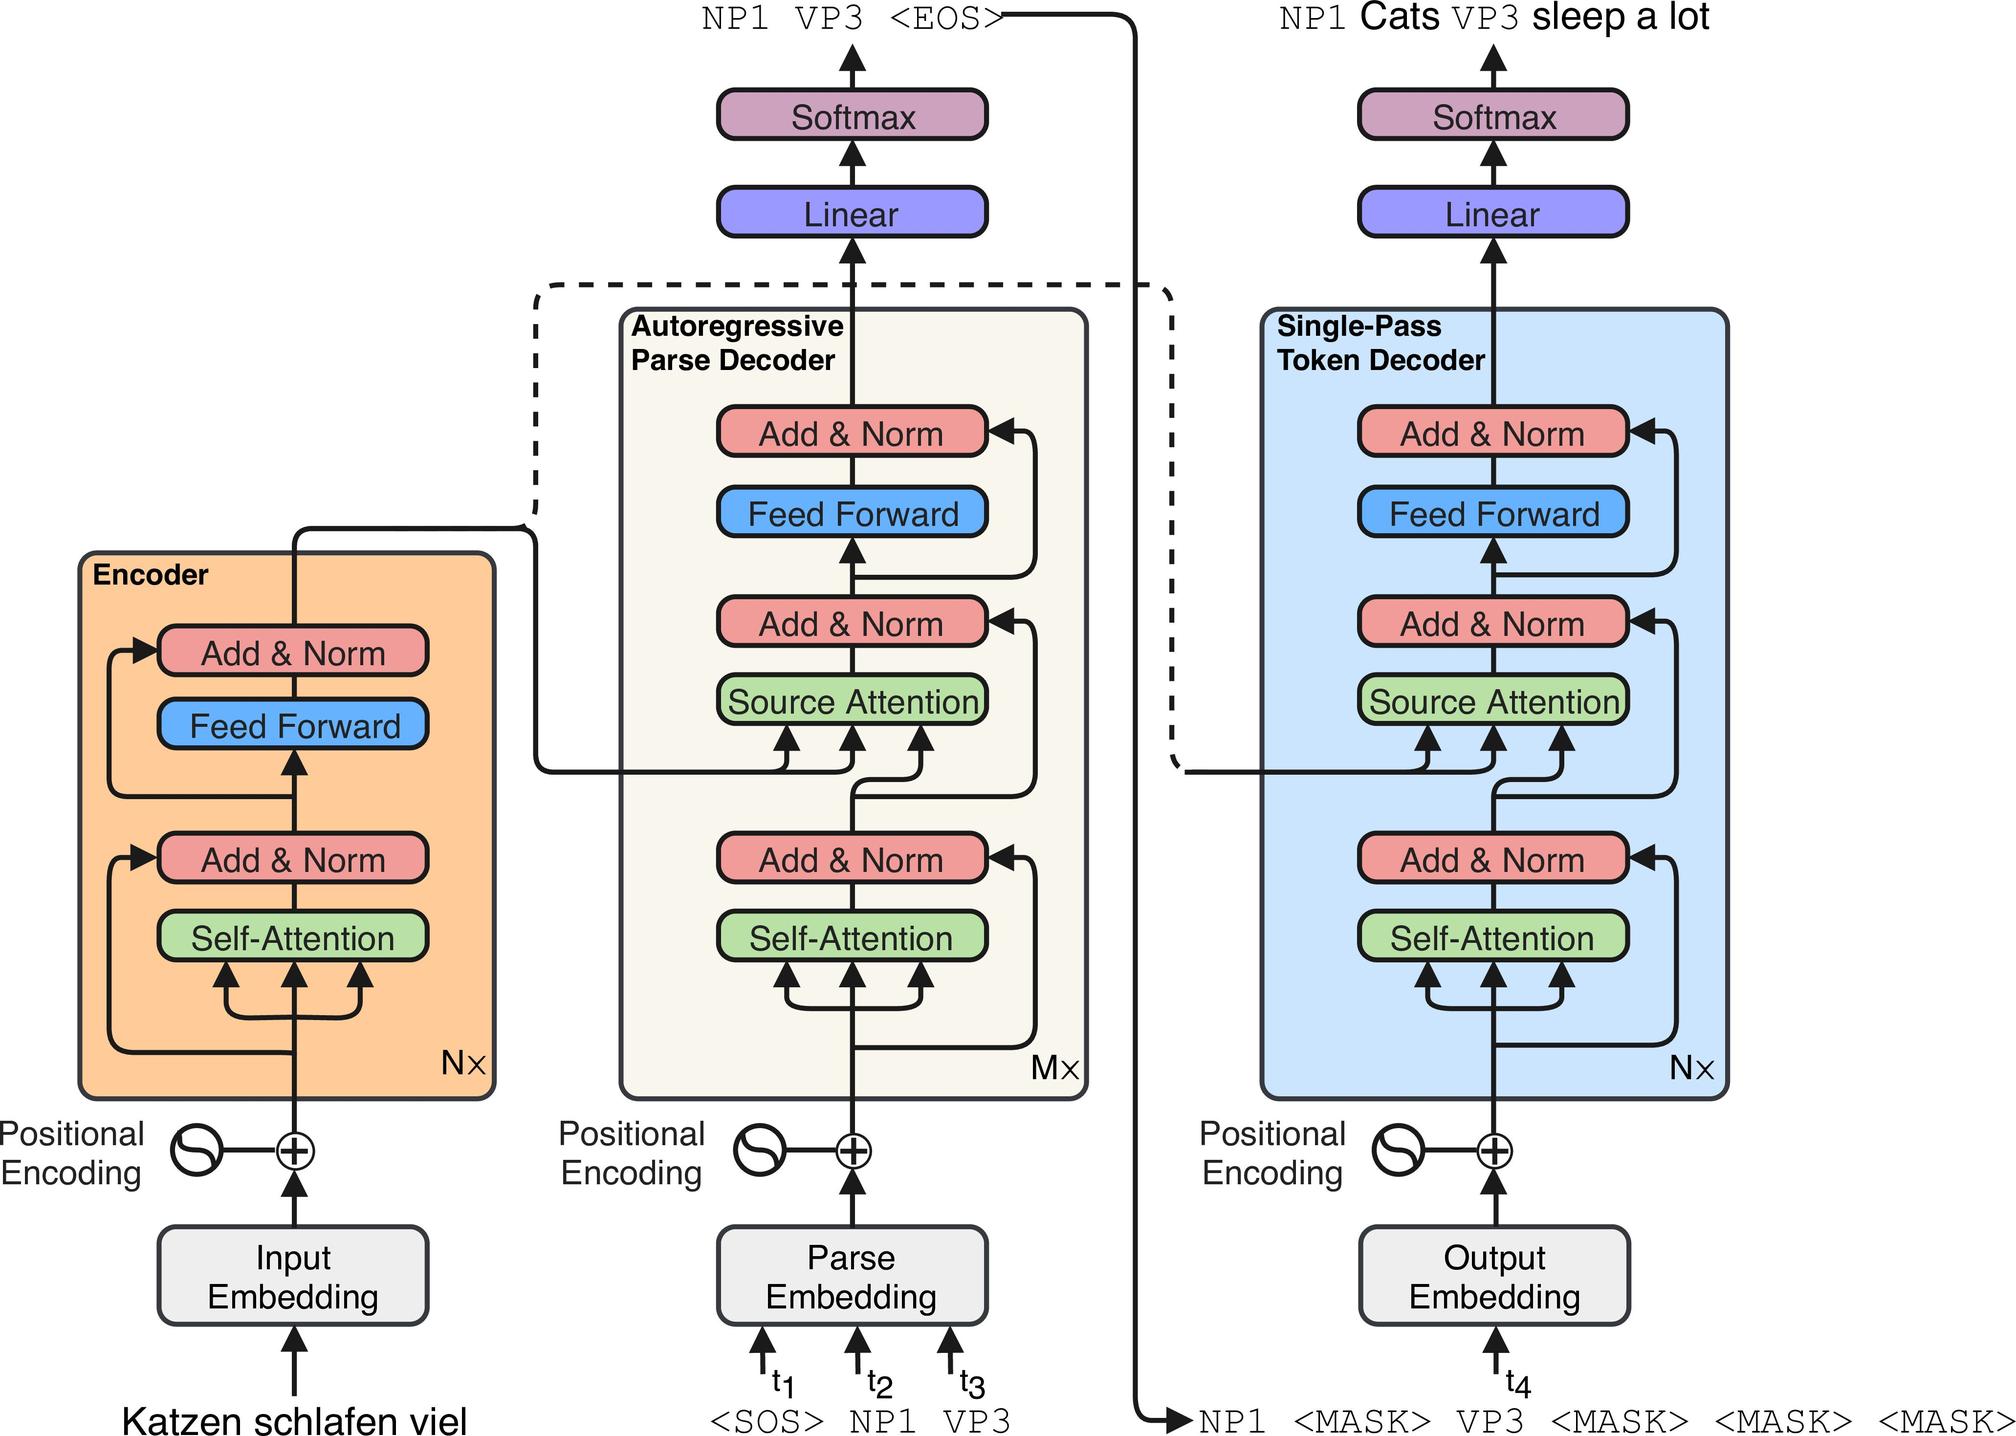 NP1 VP3 <EOS>
Softmax
Linear
Autoregressive
Parse Decoder
Add & Norm
Feed Forward
Add & Norm
Source Attention
Add & Norm
Self-Attention
Mx
Positional
Encoding
Parse
Embedding
t1 t2 t3
<SOS> NP1 VP3
NP1 Cats VP3 sleep a lot
Softmax
Linear
Single-Pass
Token Decoder
Add & Norm
Feed Forward
Add & Norm
Source Attention
Add & Norm
Self-Attention
Nx
Positional
Encoding
Output
Embedding
t4
NP1 <MASK> VP3 <MASK> <MASK> <MASK>
Encoder
Add & Norm
Feed Forward
Add & Norm
Self-Attention
Nx
Positional
Encoding
Input
Embedding
Katzen schlafen viel